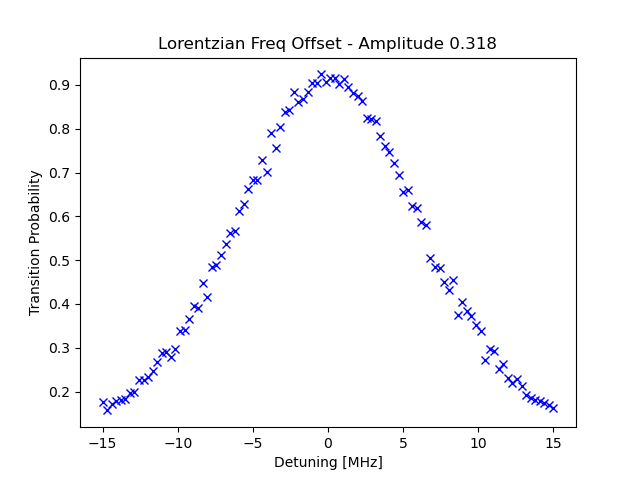 Lorentzian Freq Offset - Amplitude 0.318
Transition Probability
0.9
0.8
0.7
0.6
0.5
0.4
0.3
0.2
−15 −10 −5 0 5 10 15
Detuning [MHz]